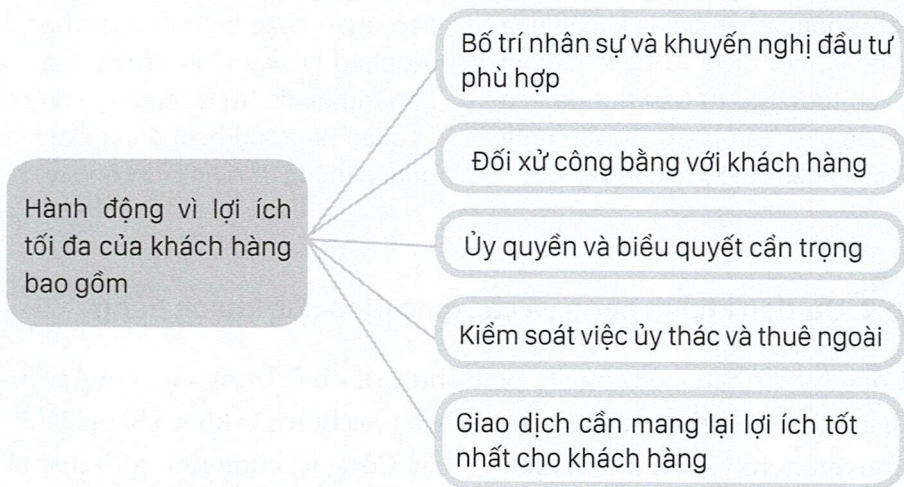 Bố trí nhân sự và khuyến nghị đầu tư
phù hợp
Đối xử công bằng với khách hàng
Hành động vì lợi ích
tối đa của khách hàng
bao gồm
Ủy quyền và biểu quyết cẩn trọng
Kiểm soát việc ủy thác và thuê ngoài
Giao dịch cần mang lại lợi ích tốt
nhất cho khách hàng